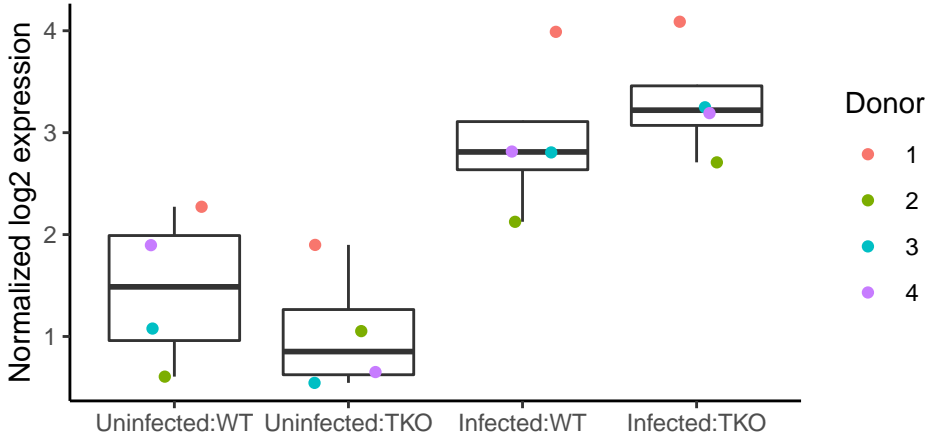 Normalized log2 expression
4
3
2
1
Uninfected:WT
Uninfected:TKO
Infected:WT
Infected:TKO
Donor
1
2
3
4